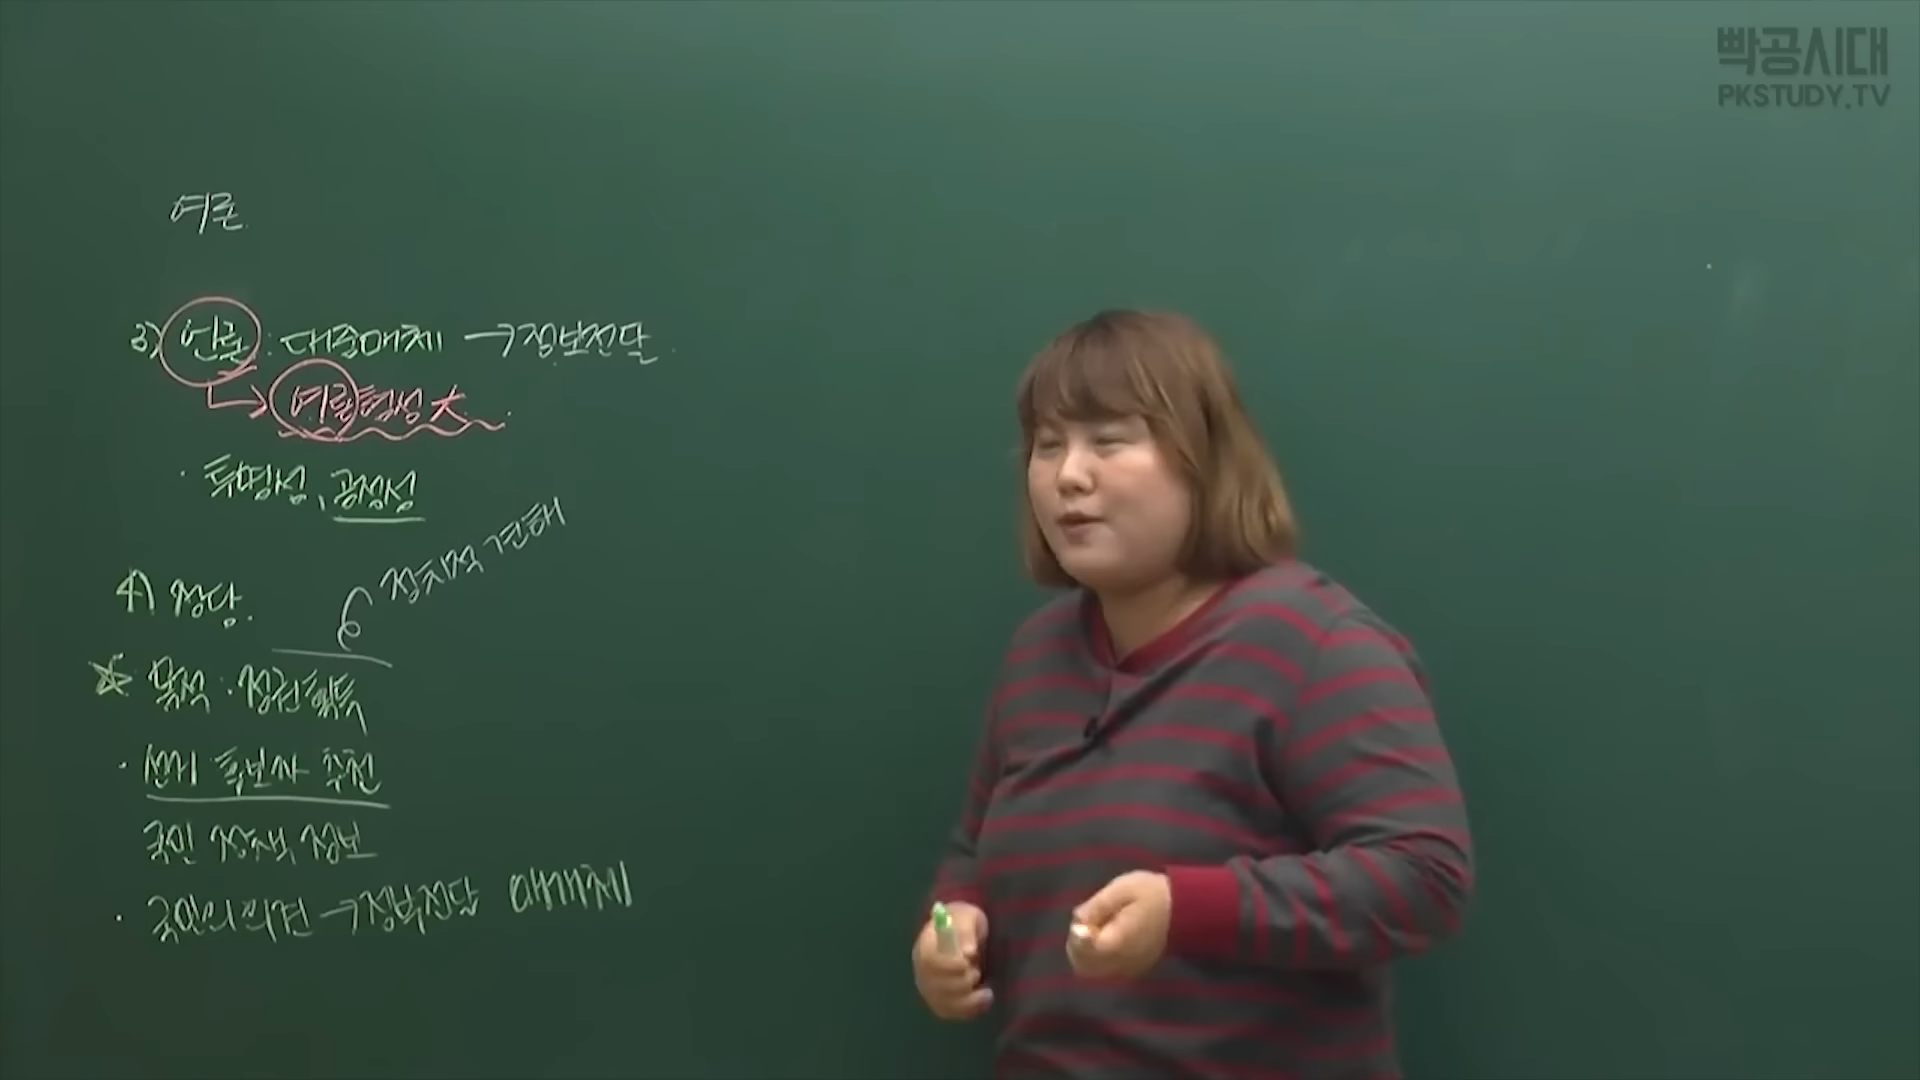 빡공시대
PKSTUDY.TV
여론
3) 언론 : 대중매체 → 정보전달
여론형성 大
· 투명성, 공정성
정치적 견해
4) 정당
☆ 목적 : 정권획득
· 선거 후보자 추천
국민 정책 정보
· 국민의 의견 → 정부전달 매개체